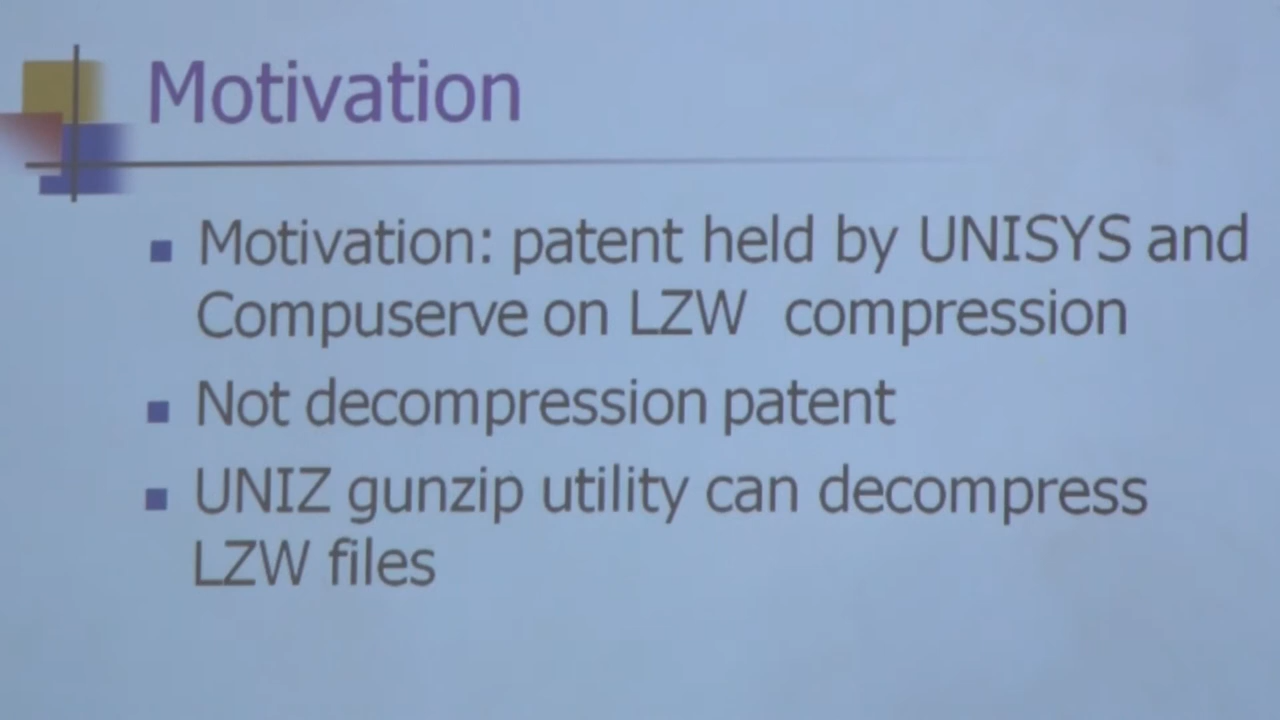 Motivation
Motivation: patent held by UNISYS and
Compuserve on LZW compression
Not decompression patent
UNIZ gunzip utility can decompress
LZW files